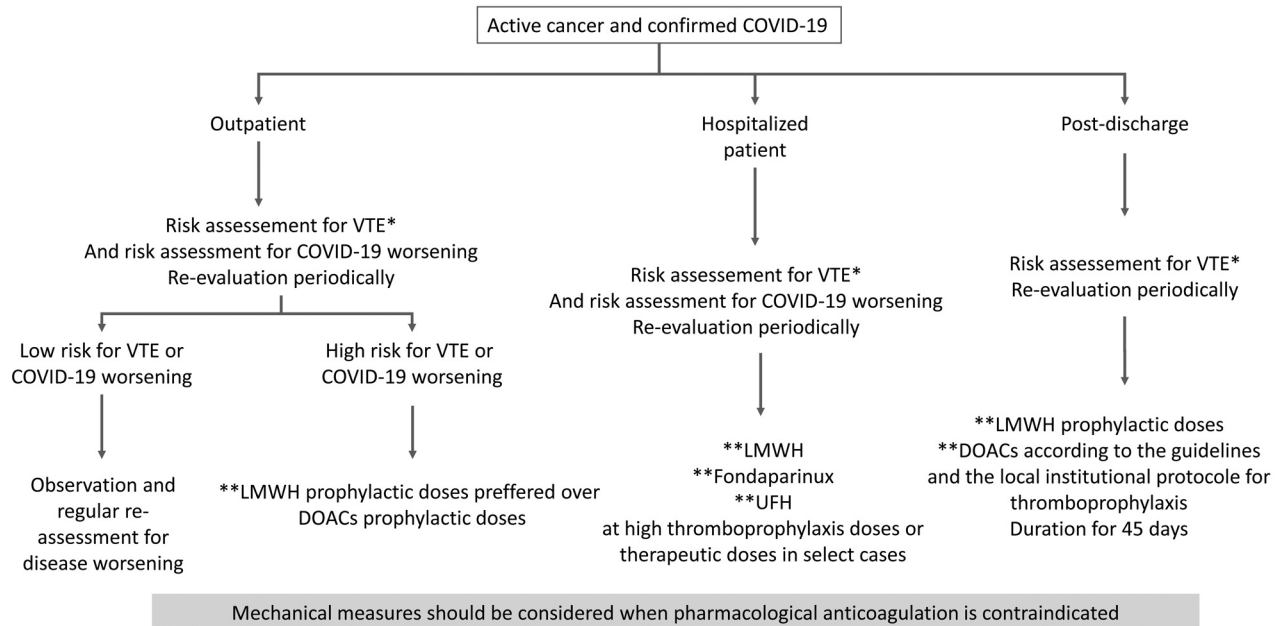 Active cancer and confirmed COVID-19
Outpatient
Risk assessement for VTE*
And risk assessment for COVID-19 worsening
Re-evaluation periodically
Low risk for VTE or
COVID-19 worsening
Observation and
regular re-
assessment for
disease worsening
High risk for VTE or
COVID-19 worsening
**LMWH prophylactic doses preffered over
DOACs prophylactic doses
Hospitalized
patient
Risk assessement for VTE*
And risk assessment for COVID-19 worsening
Re-evaluation periodically
**LMWH
**Fondaparinux
**UFH
at high thromboprophylaxis doses or
therapeutic doses in select cases
Post-discharge
Risk assessement for VTE*
Re-evaluation periodically
**LMWH prophylactic doses
**DOACs according to the guidelines
and the local institutional protocole for
thromboprophylaxis
Duration for 45 days
Mechanical measures should be considered when pharmacological anticoagulation is contraindicated